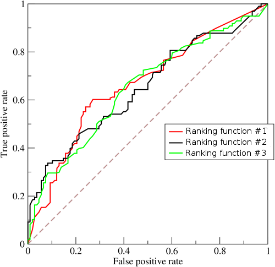 1
0.8
0.6
0.4
0.2
0
True positive rate
Ranking function #1
Ranking function #2
Ranking function #3
0 0.2 0.4 0.6 0.8 1
False positive rate